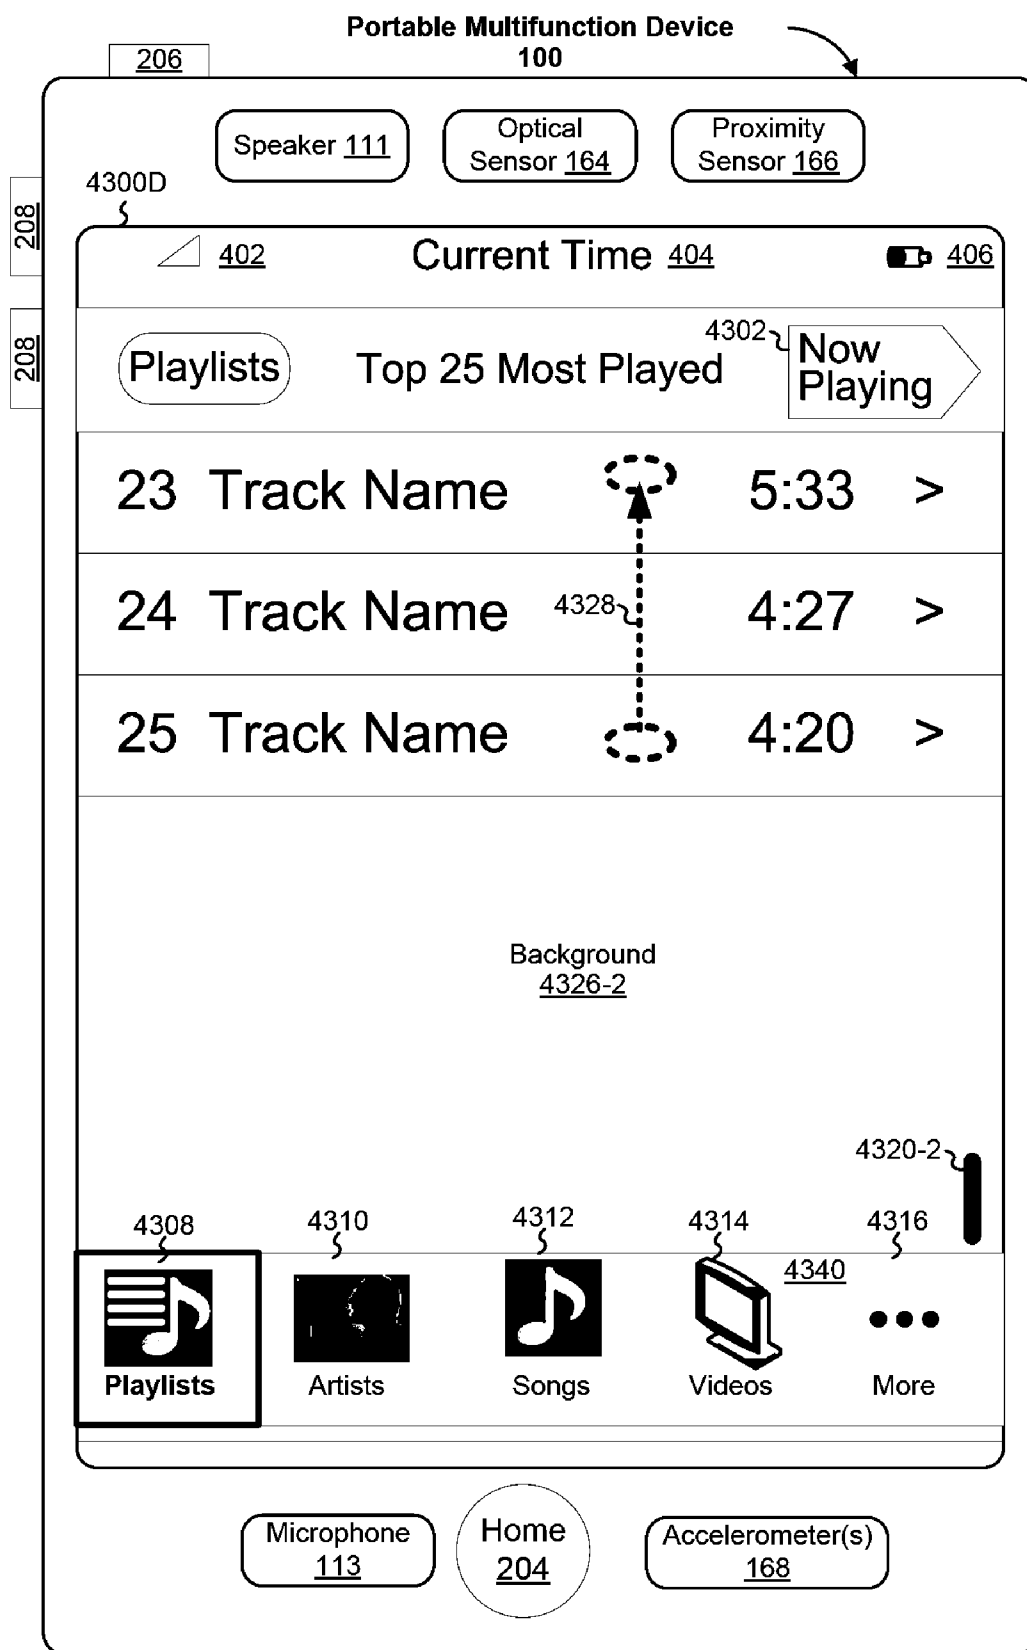 Portable Multifunction Device
100
206
Speaker 111
Optical
Sensor 164
Proximity
Sensor 166
4300D
208
402
Current Time 404
406
208
Playlists
Top 25 Most Played
4302
Now
Playing
23 Track Name 5:33 >
24 Track Name 4328 4:27 >
25 Track Name 4:20 >
Background
4326-2
4320-2
4308
4310
4312
4314
4316
4340
Playlists
Artists
Songs
Videos
More
Microphone
113
Home
204
Accelerometer(s)
168